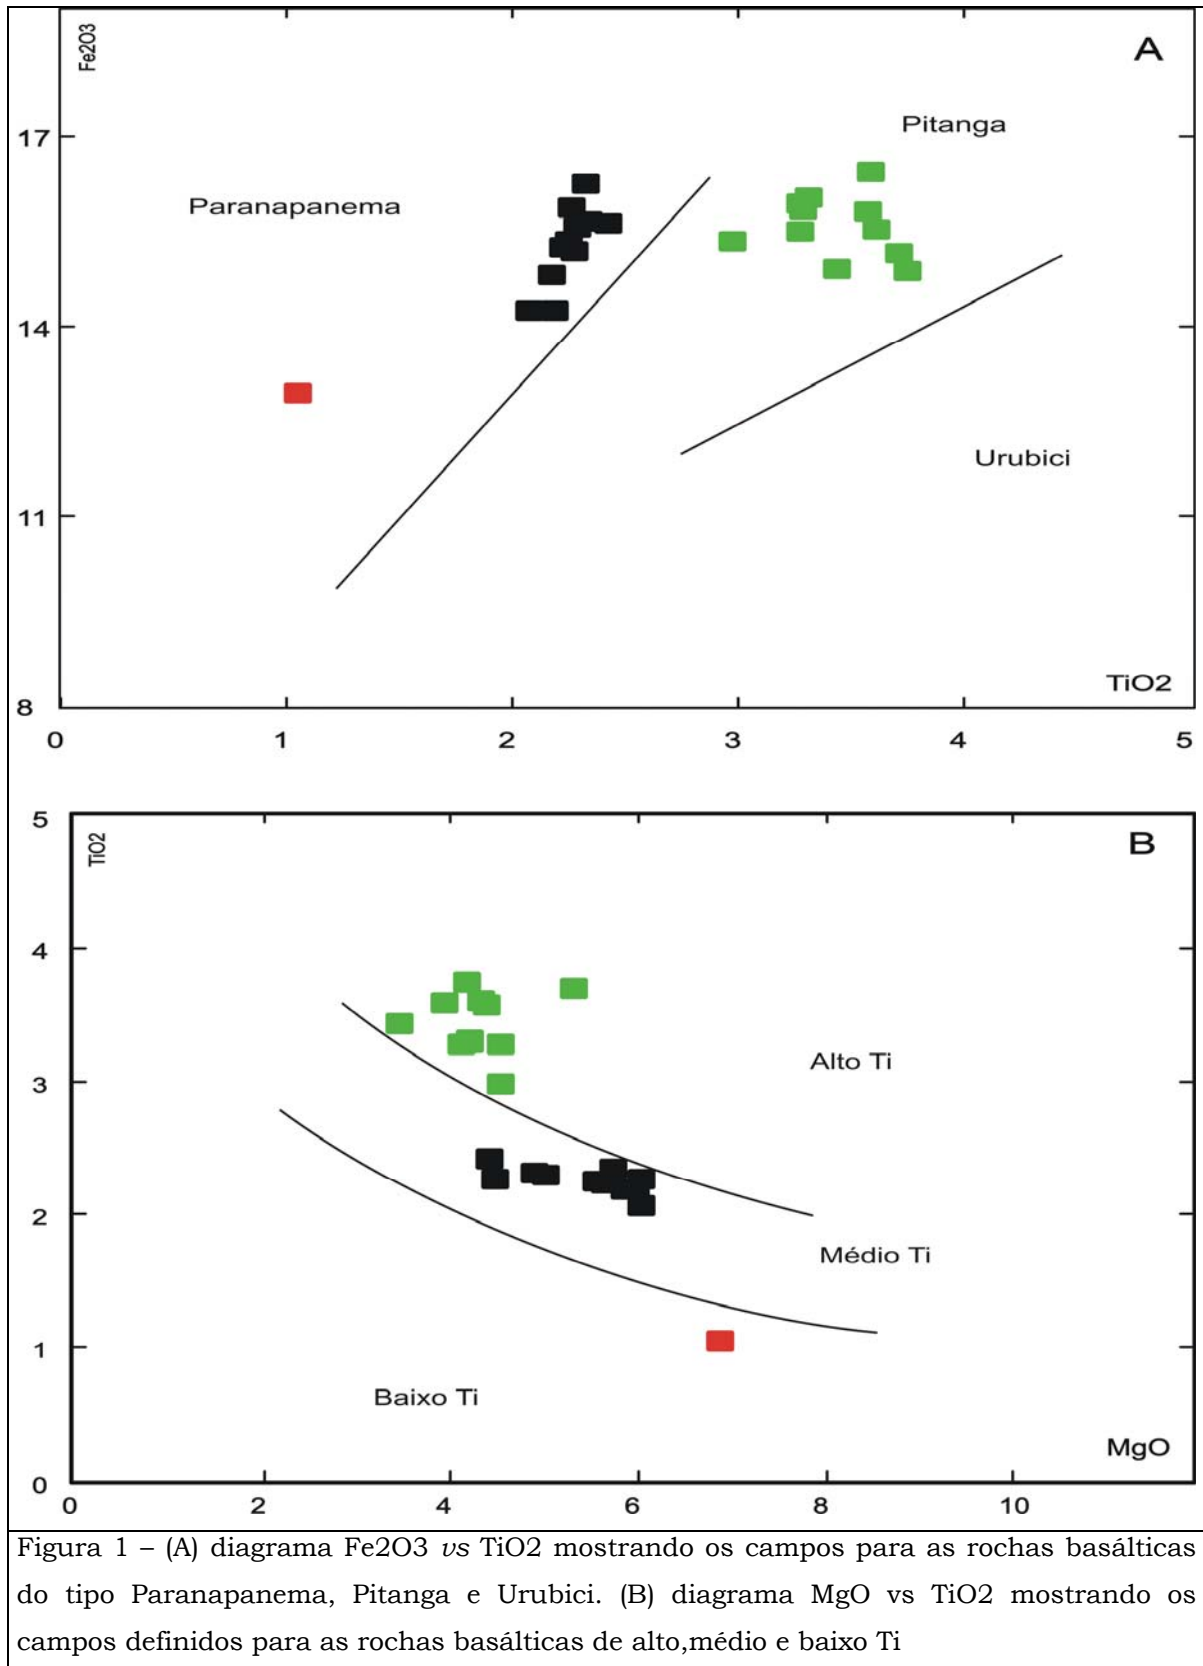 Fe2O3
A
Pitanga
17
Paranapanema
14
Urubici
11
TiO2
8
0 1 2 3 4 5
5
TiO2
B
4
Alto Ti
3
2
Médio Ti
1
Baixo Ti
MgO
0
0 2 4 6 8 10
Figura 1 – (A) diagrama Fe2O3 vs TiO2 mostrando os campos para as rochas basálticas
do tipo Paranapanema, Pitanga e Urubici. (B) diagrama MgO vs TiO2 mostrando os
campos definidos para as rochas basálticas de alto,médio e baixo Ti